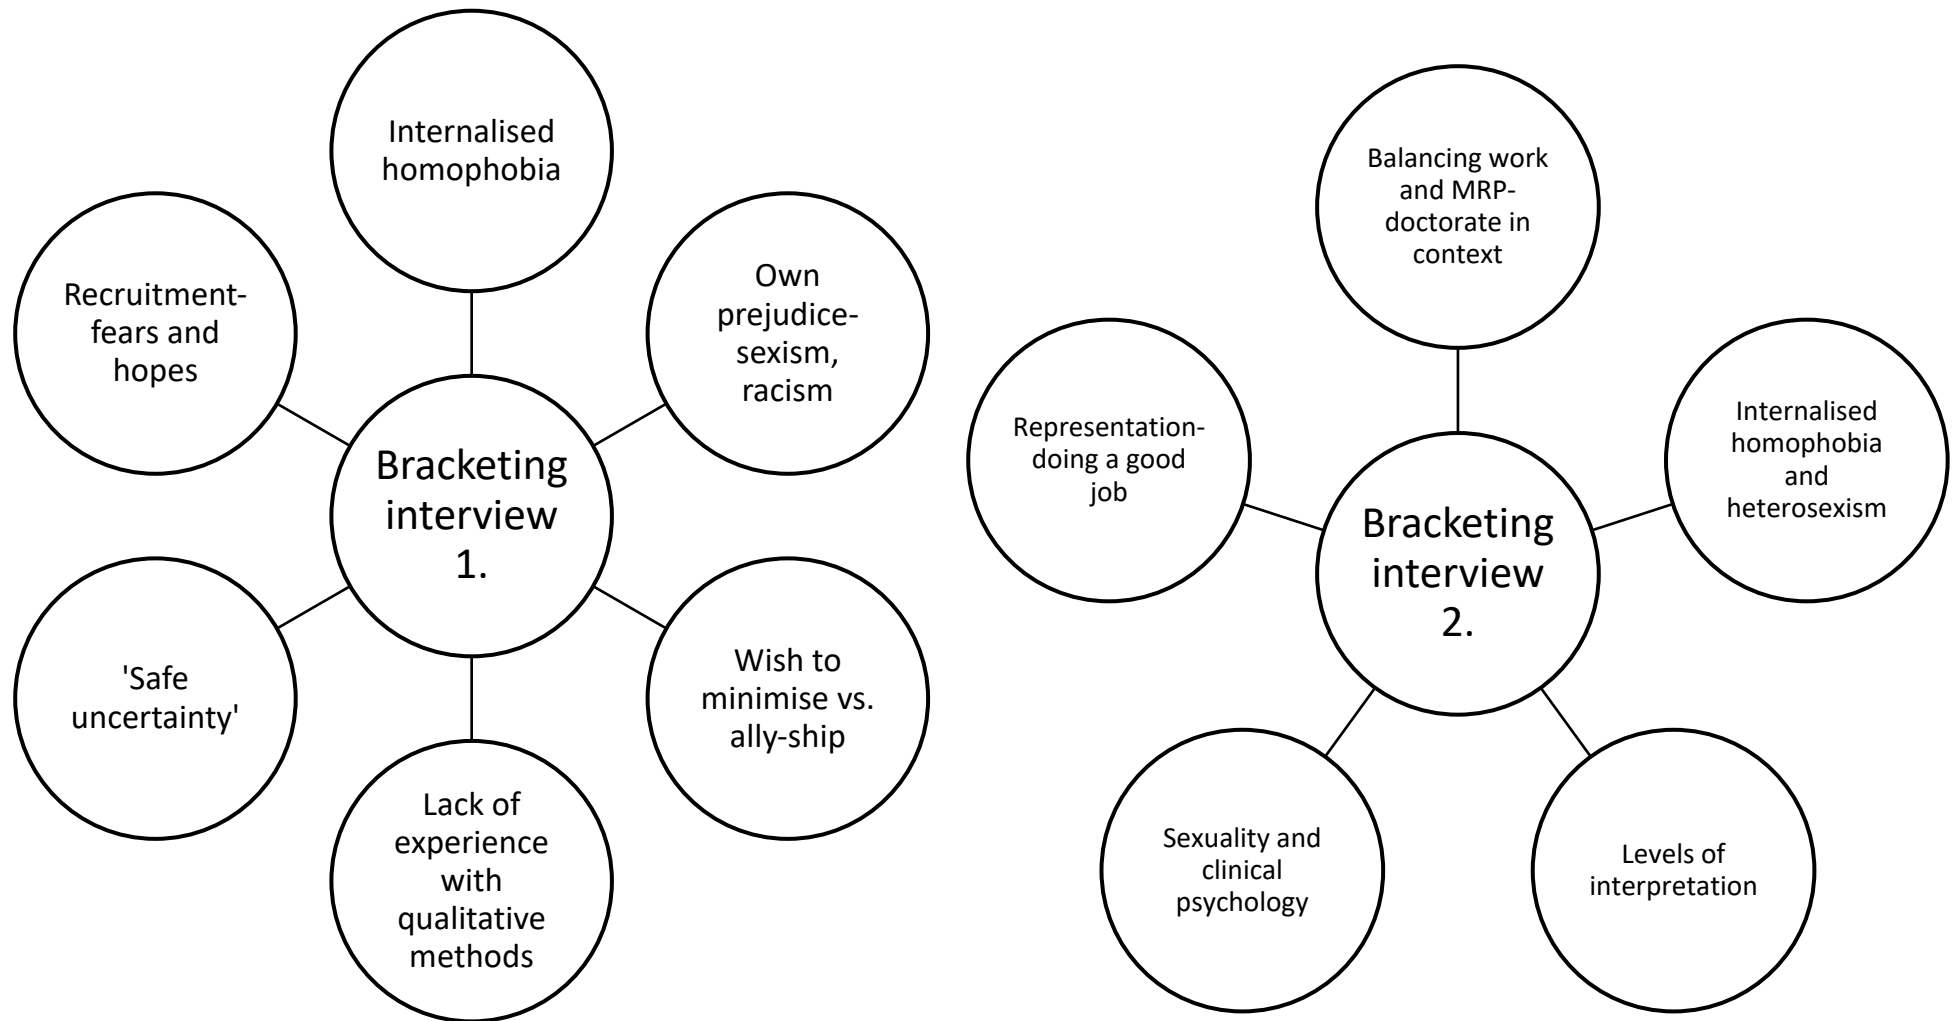 Internalised
homophobia
Own
prejudice-
sexism,
racism
Wish to
minimise vs.
ally-ship
Lack of
experience
with
qualitative
methods
'Safe
uncertainty'
Recruitment-
fears and
hopes
Bracketing
interview
1.
Balancing work
and MRP-
doctorate in
context
Internalised
homophobia
and
heterosexism
Levels of
interpretation
Sexuality and
clinical
psychology
Representation-
doing a good
job
Bracketing
interview
2.